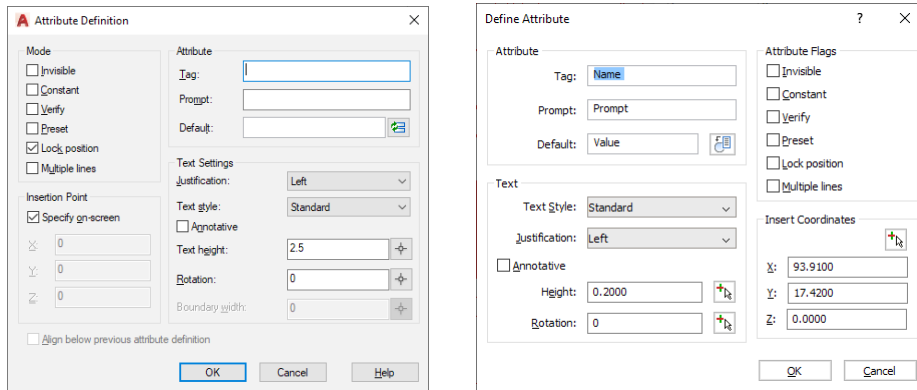 Attribute Definition
Mode
Invisible
Constant
Verify
Preset
Lock position
Multiple lines
Attribute
Tag:
Prompt:
Default:
Insertion Point
Specify on-screen
X: 0
Y: 0
Z: 0
Text Settings
Justification: Left
Text style: Standard
Annotative
Text height: 2.5
Rotation: 0
Boundary width: 0
Align below previous attribute definition
OK Cancel Help
Define Attribute ?
Attribute
Tag: Name
Prompt: Prompt
Default: Value
Attribute Flags
Invisible
Constant
Verify
Preset
Lock position
Multiple lines
Text
Text Style: Standard
Justification: Left
Annotative
Height: 0.2000
Rotation: 0
Insert Coordinates
X: 93.9100
Y: 17.4200
Z: 0.0000
OK Cancel